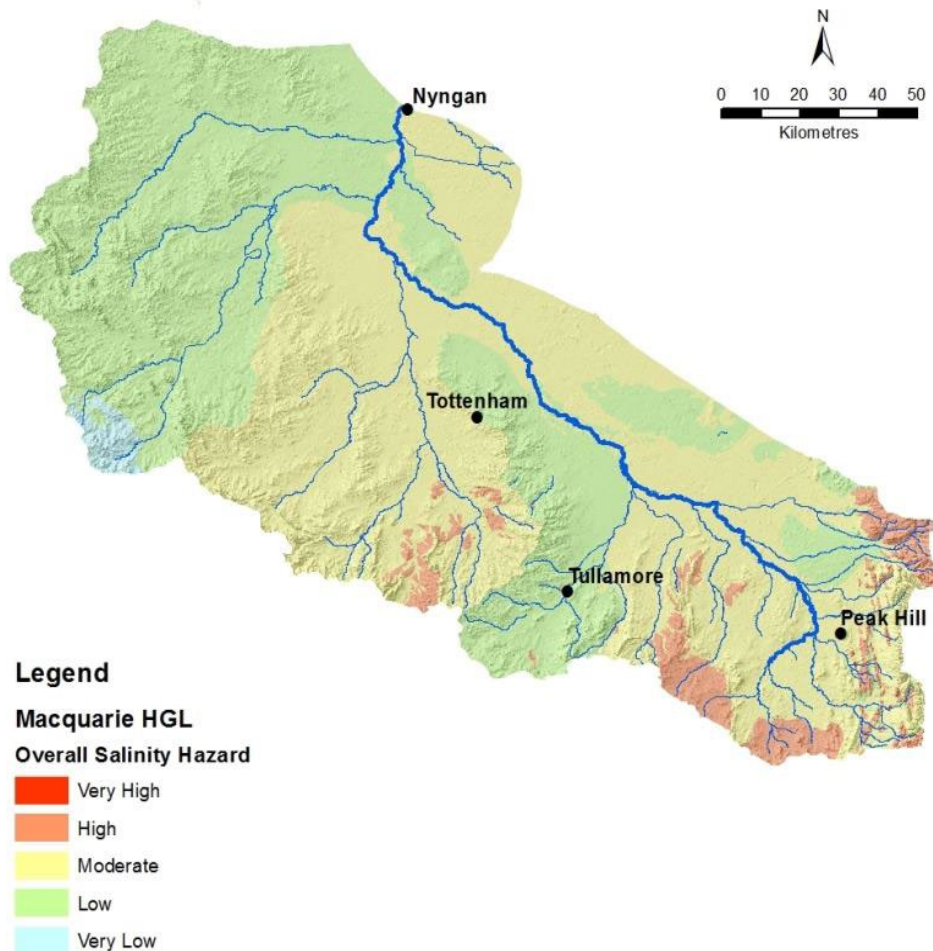 N
0 10 20 30 40 50
Kilometres
Nyngan
Tottenham
Tullamore
Peak Hill
Legend
Macquarie HGL
Overall Salinity Hazard
Very High
High
Moderate
Low
Very Low